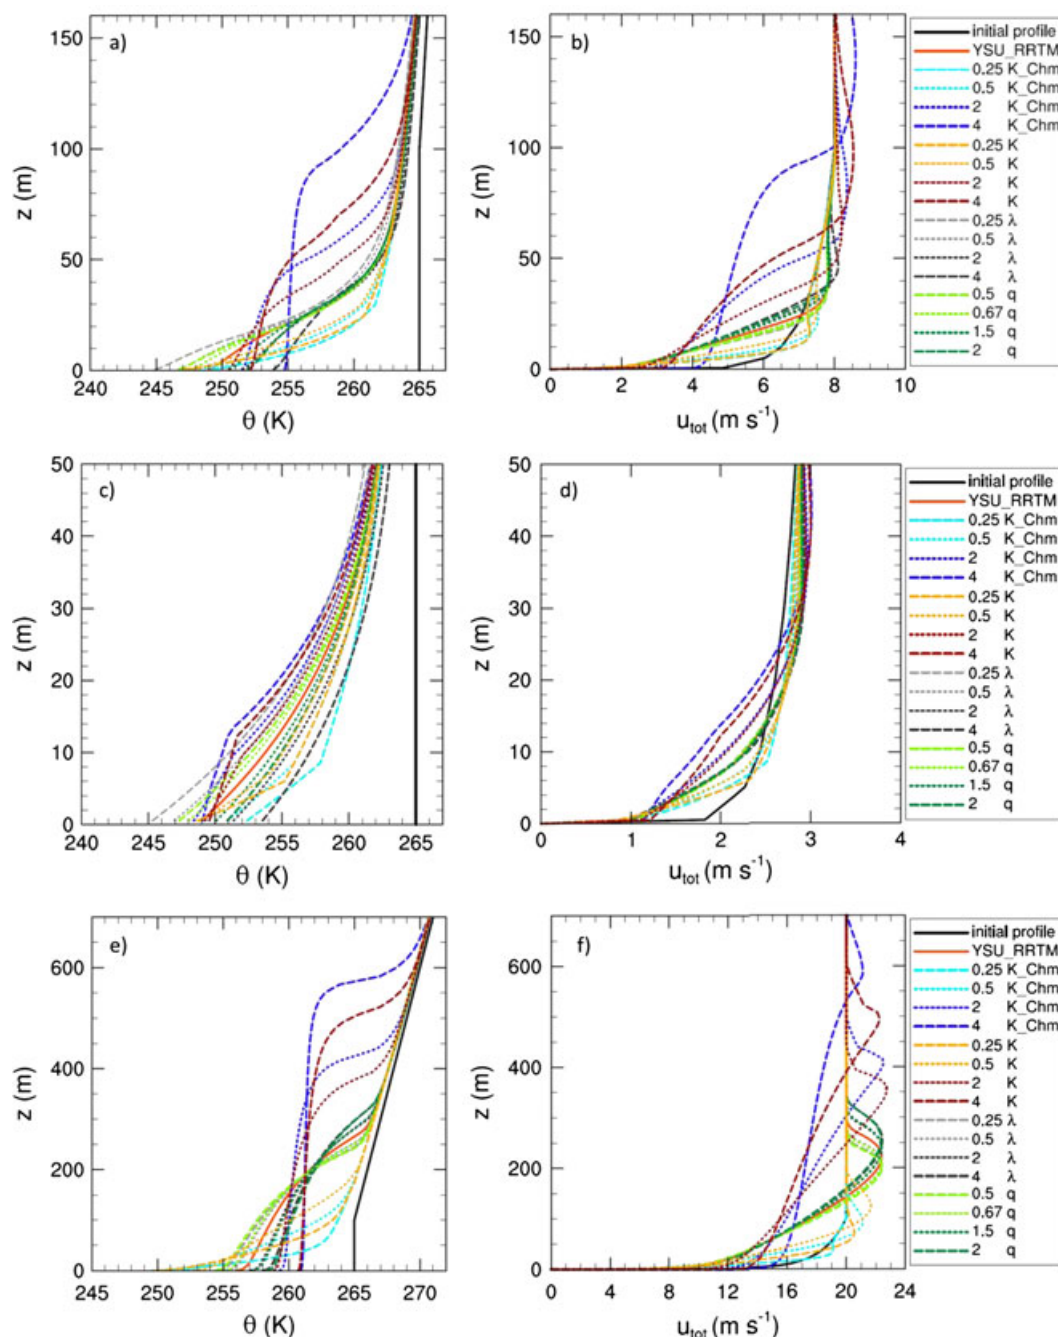 a)
z (m)
160
100
50
0
240 245 250 255 260 265
θ (K)
b)
z (m)
160
100
50
0
0 2 4 6 8 10
u_tot (m s⁻¹)
initial profile
YSU_RRTM
0.25 K_Chm
0.5 K_Chm
2 K_Chm
4 K_Chm
0.25 K
0.5 K
2 K
4 K
0.25 λ
0.5 λ
2 λ
4 λ
0.5 q
0.67 q
1.5 q
2 q
c)
z (m)
50
40
30
20
10
0
240 245 250 255 260 265
θ (K)
d)
z (m)
50
40
30
20
10
0
0 1 2 3 4
u_tot (m s⁻¹)
initial profile
YSU_RRTM
0.25 K_Chm
0.5 K_Chm
2 K_Chm
4 K_Chm
0.25 K
0.5 K
2 K
4 K
0.25 λ
0.5 λ
2 λ
4 λ
0.5 q
0.67 q
1.5 q
2 q
e)
z (m)
600
400
200
0
245 250 255 260 265 270
θ (K)
f)
z (m)
600
400
200
0
0 4 8 12 16 20 24
u_tot (m s⁻¹)
initial profile
YSU_RRTM
0.25 K_Chm
0.5 K_Chm
2 K_Chm
4 K_Chm
0.25 K
0.5 K
2 K
4 K
0.25 λ
0.5 λ
2 λ
4 λ
0.5 q
0.67 q
1.5 q
2 q